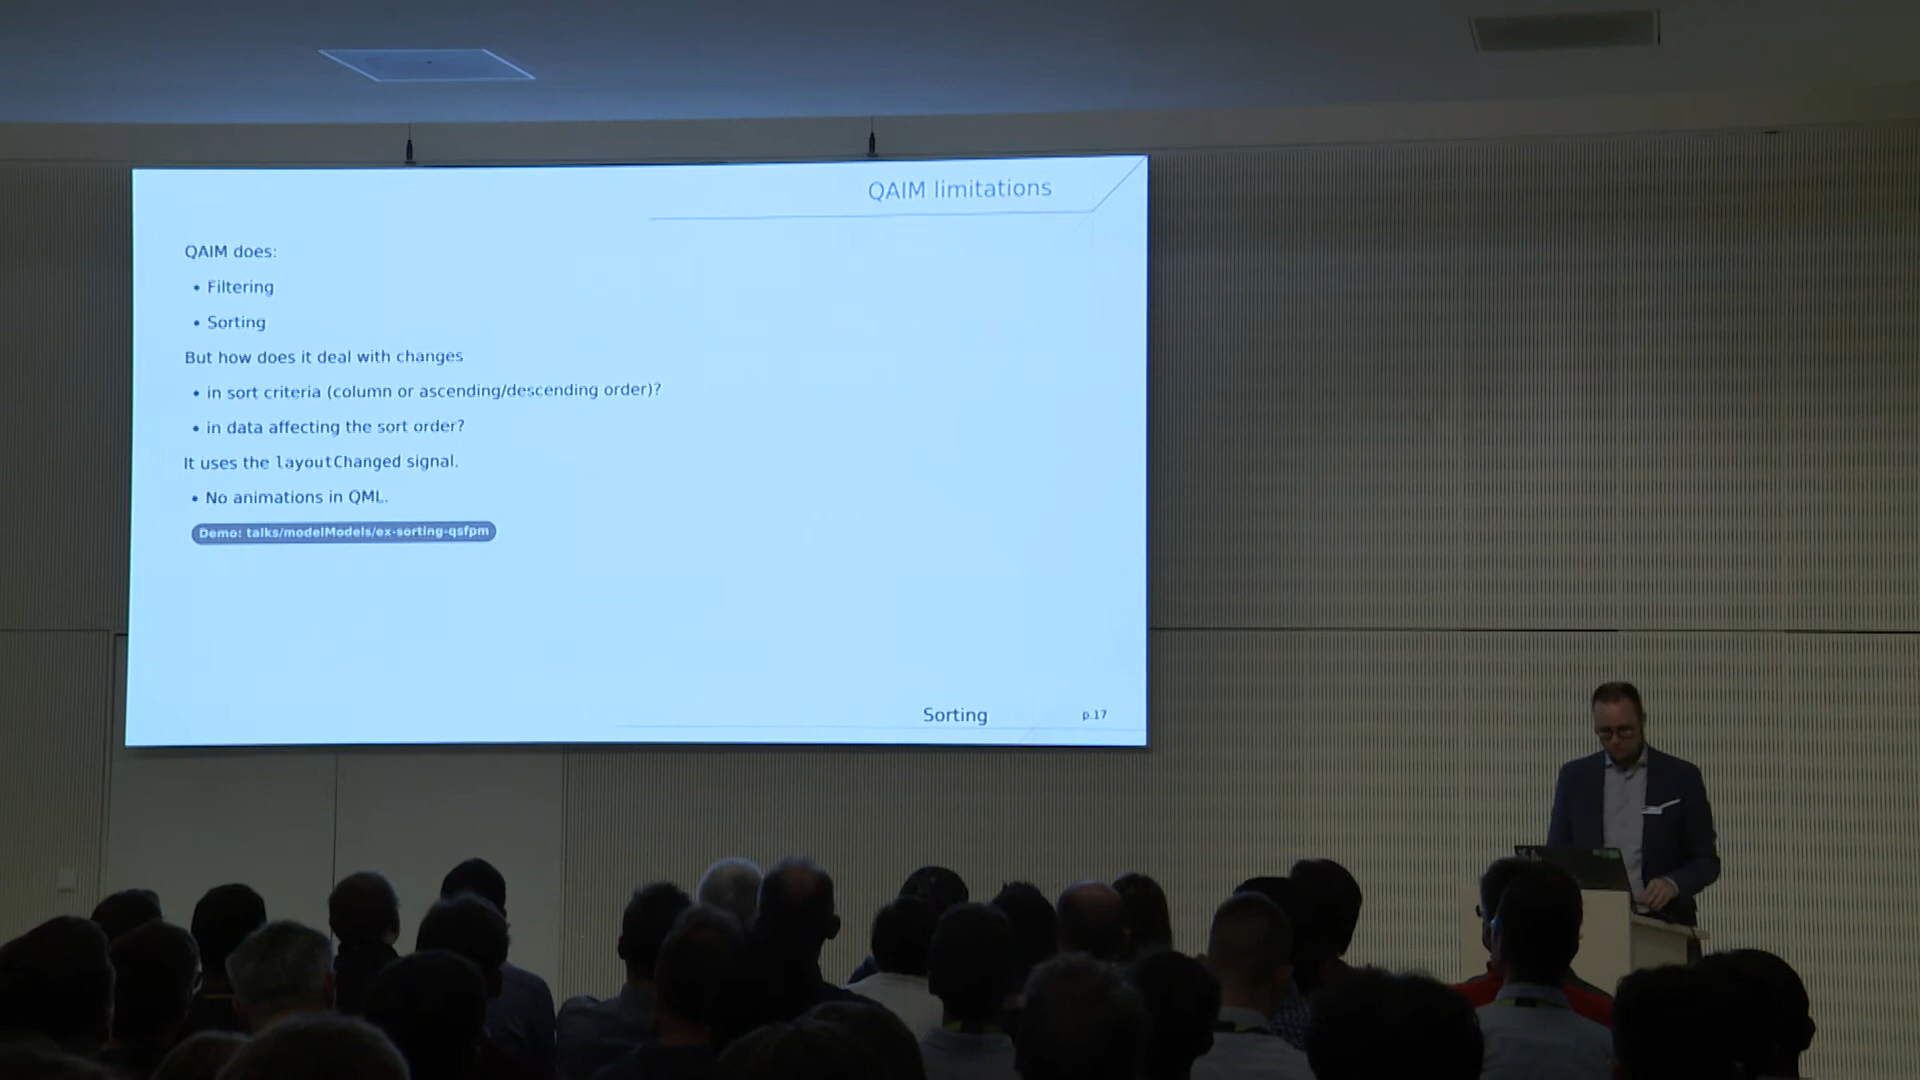 QAIM limitations
QAIM does:
• Filtering
• Sorting
But how does it deal with changes
• in sort criteria (column or ascending/descending order)?
• in data affecting the sort order?
It uses the layoutChanged signal.
• No animations in QML.
Demo: talks/modelModels/ex-sorting-qsfpm
Sorting
p.17